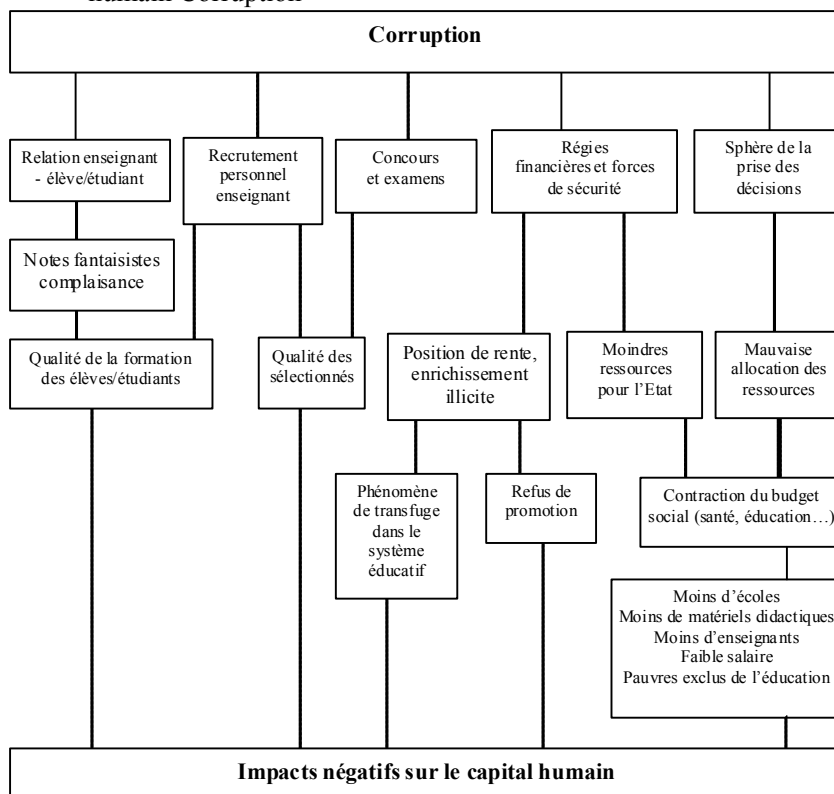 humain Corruption
Corruption
Relation enseignant
- élève/étudiant
Recrutement
personnel
enseignant
Concours
et examens
Régies
financières et forces
de sécurité
Sphère de la
prise des
décisions
Notes fantaisistes
complaisance
Qualité de la formation
des élèves/étudiants
Qualité des
sélectionnés
Position de rente,
enrichissement
illicite
Moindres
ressources
pour l'Etat
Mauvaise
allocation des
ressources
Phénomène
de transfuge
dans le
système
éducatif
Refus de
promotion
Contraction du budget
social (santé, éducation…)
Moins d'écoles
Moins de matériels didactiques
Moins d'enseignants
Faible salaire
Pauvres exclus de l'éducation
Impacts négatifs sur le capital humain